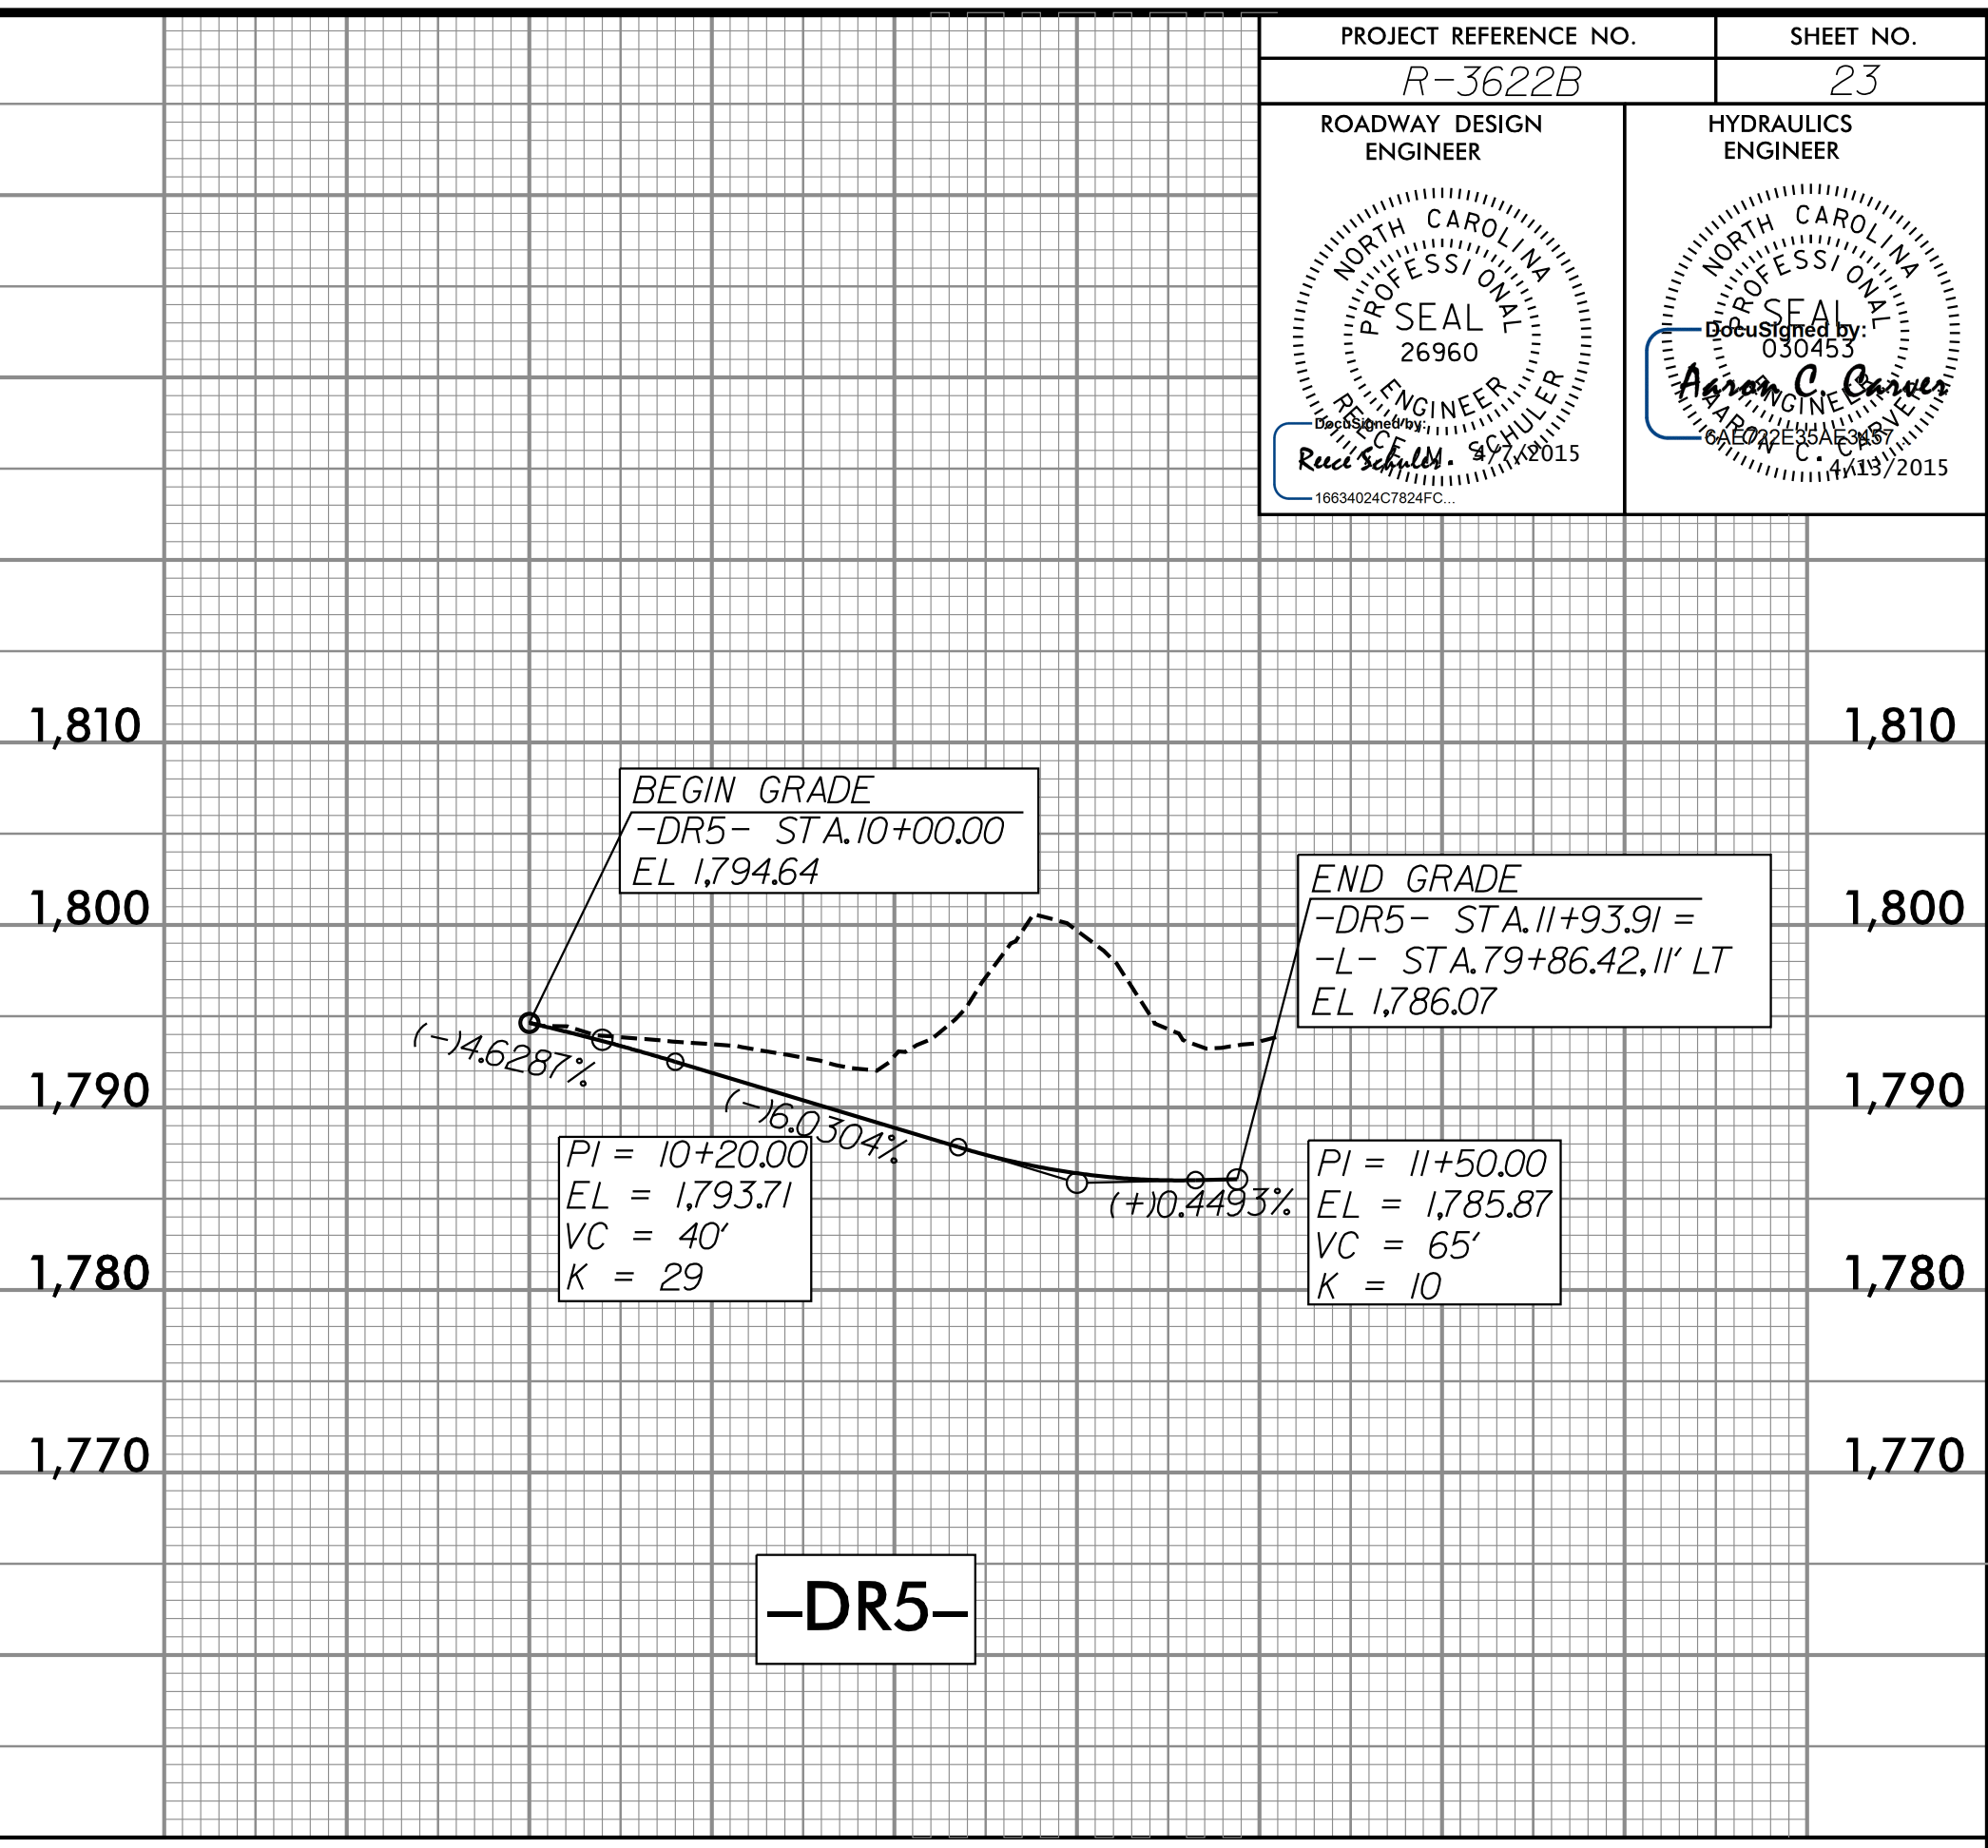 PROJECT REFERENCE NO.
SHEET NO.
R-3622B
23
ROADWAY DESIGN
ENGINEER
HYDRAULICS
ENGINEER
NORTH CAROLINA
PROFESSIONAL
SEAL
26960
ENGINEER
REECE M. SCHULER
DocuSigned by:
Reece Schuler
4/7/2015
16634024C7824FC...
NORTH CAROLINA
PROFESSIONAL
SEAL
DocuSigned by:
030453
Aaron C. Carver
ENGINEER
AARON C. CARVER
6AE722E35AE3457...
4/13/2015
1,810
1,810
BEGIN GRADE
-DR5- STA.10+00.00
EL 1,794.64
END GRADE
-DR5- STA.11+93.91 =
-L- STA.79+86.42, 11' LT
EL 1,786.07
1,800
1,800
(-)4.6287%
(-)6.0304%
(+)0.4493%
1,790
1,790
PI = 10+20.00
EL = 1,793.71
VC = 40'
K = 29
PI = 11+50.00
EL = 1,785.87
VC = 65'
K = 10
1,780
1,780
1,770
1,770
-DR5-